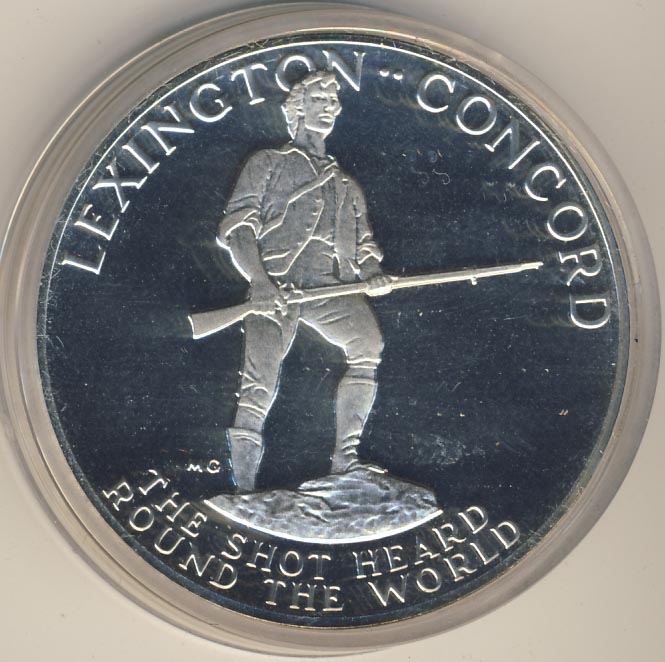 LEXINGTON ·· CONCORD
MG
THE SHOT HEARD
ROUND THE WORLD